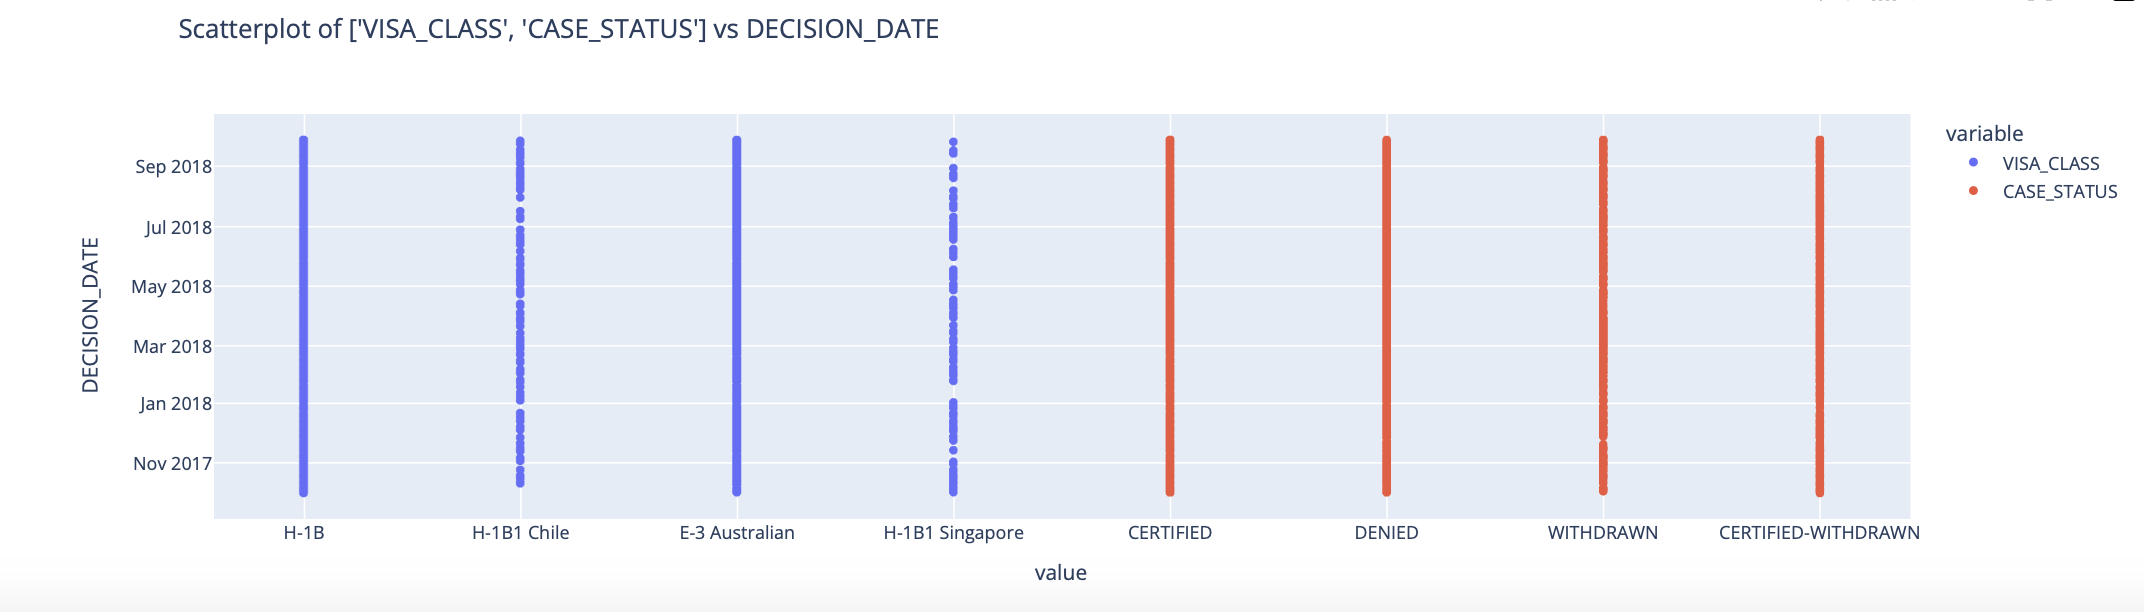 Scatterplot of ['VISA_CLASS', 'CASE_STATUS'] vs DECISION_DATE
variable
VISA_CLASS
CASE_STATUS
DECISION_DATE
Sep 2018
Jul 2018
May 2018
Mar 2018
Jan 2018
Nov 2017
H-1B
H-1B1 Chile
E-3 Australian
H-1B1 Singapore
CERTIFIED
DENIED
WITHDRAWN
CERTIFIED-WITHDRAWN
value